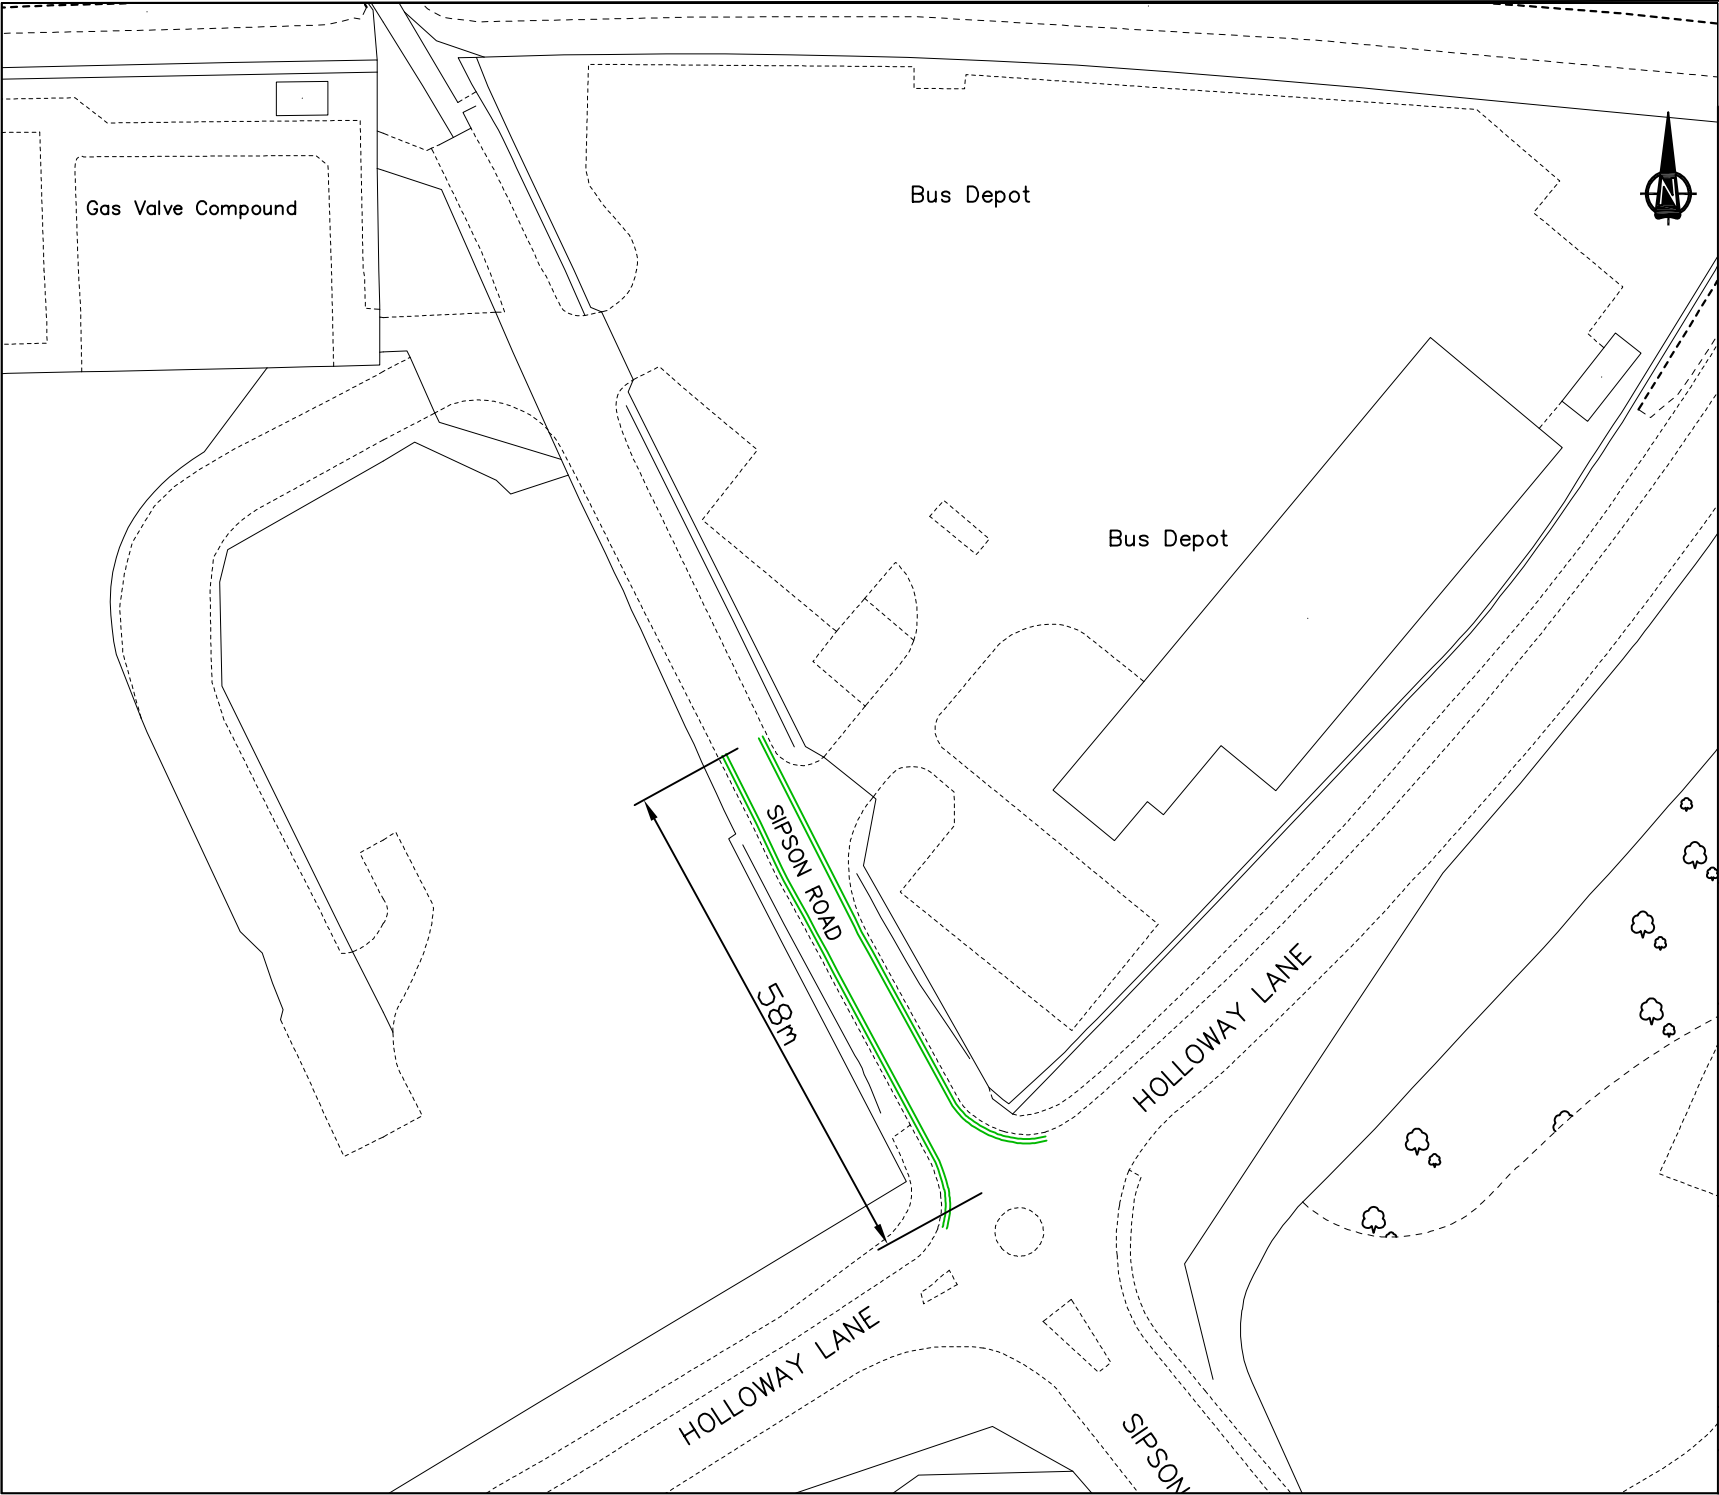 Bus Depot
N
Gas Valve Compound
Bus Depot
SIPSON ROAD
58m
HOLLOWAY LANE
HOLLOWAY LANE
SIPSON